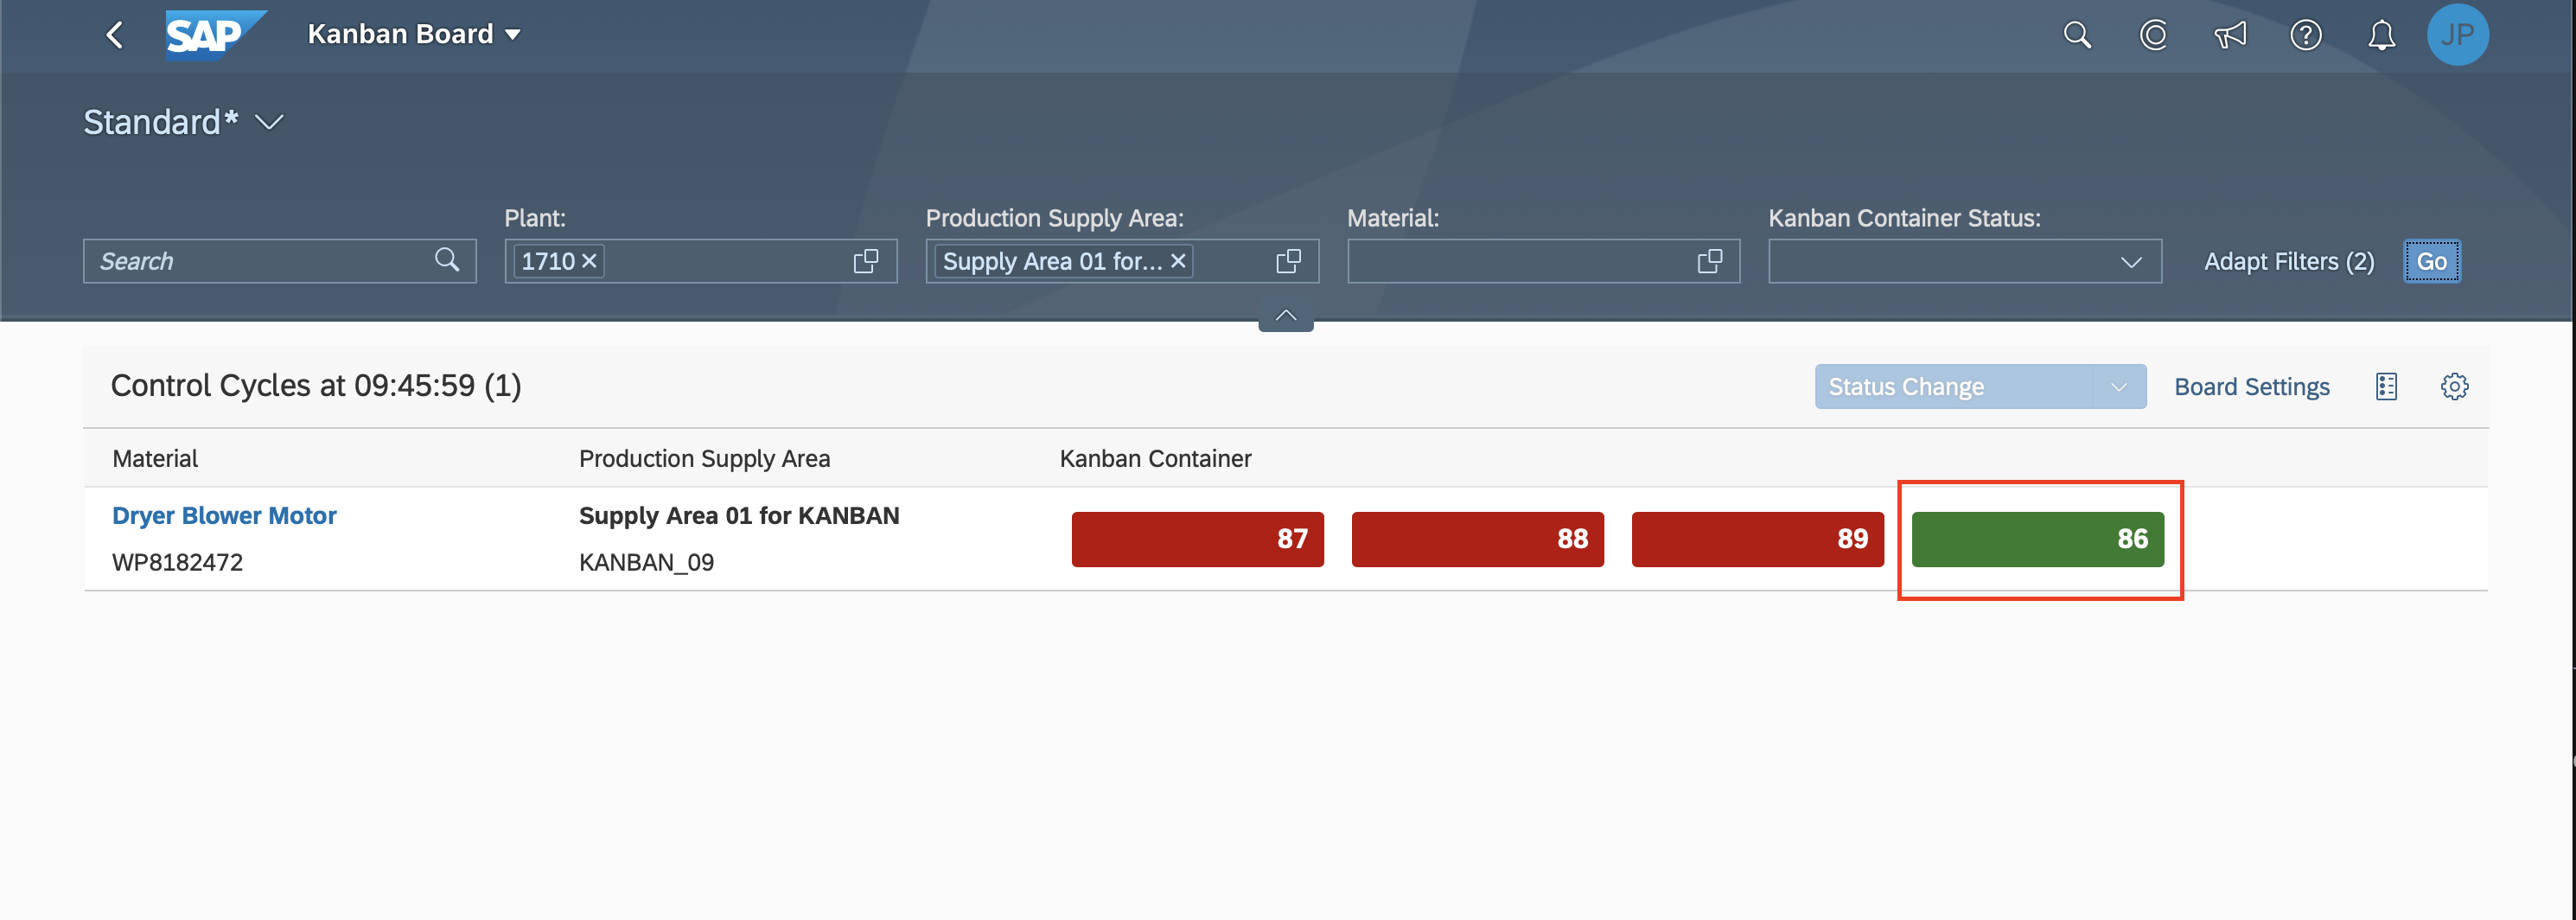 SAP Kanban Board
JP
Standard*
Plant: Production Supply Area: Material: Kanban Container Status:
Search 1710 Supply Area 01 for... Adapt Filters (2) Go
Control Cycles at 09:45:59 (1) Status Change Board Settings
Material Production Supply Area Kanban Container
Dryer Blower Motor Supply Area 01 for KANBAN 87 88 89 86
WP8182472 KANBAN_09